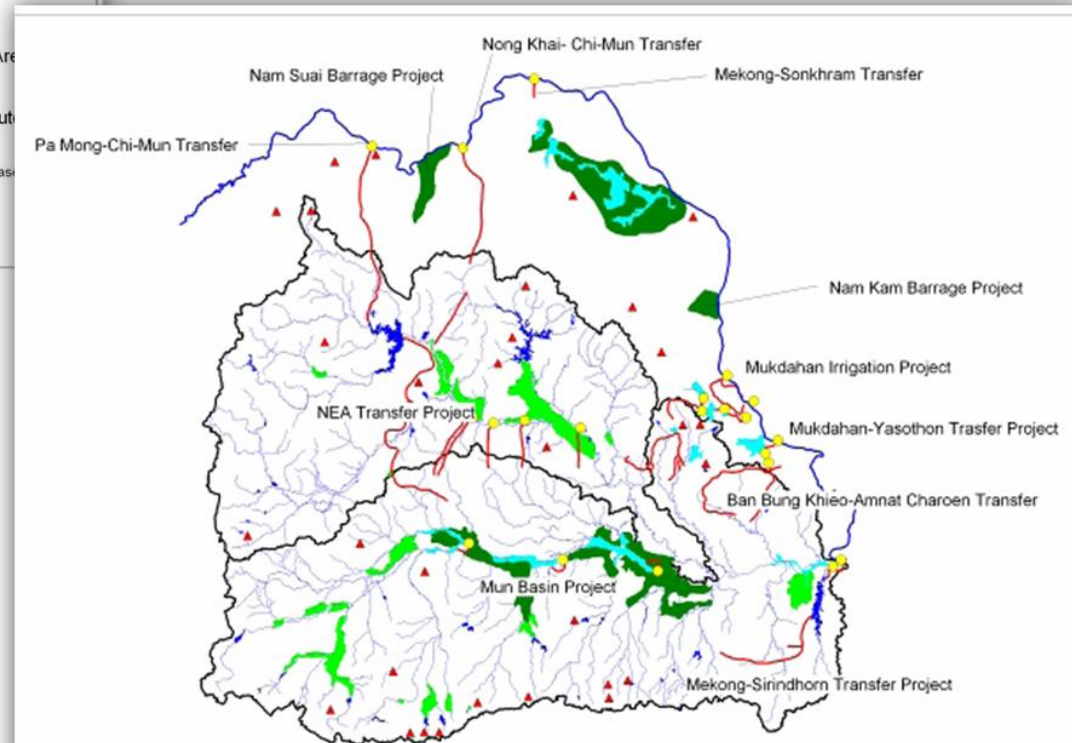 Nong Khai- Chi-Mun Transfer
Nam Suai Barrage Project
Mekong-Sonkhram Transfer
Pa Mong-Chi-Mun Transfer
Nam Kam Barrage Project
Mukdahan Irrigation Project
NEA Transfer Project
Mukdahan-Yasothon Trasfer Project
Ban Bung Khieo-Amnat Charoen Transfer
Mun Basin Project
Mekong-Sirindhorn Transfer Project